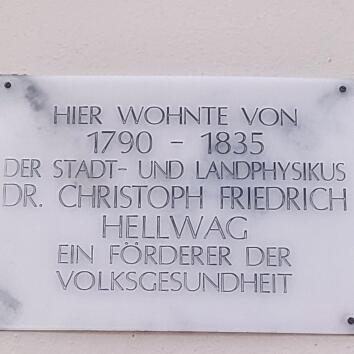 HIER WOHNTE VON
1790 - 1835
DER STADT- UND LANDPHYSIKUS
DR. CHRISTOPH FRIEDRICH
HELLWAG
EIN FÖRDERER DER
VOLKSGESUNDHEIT